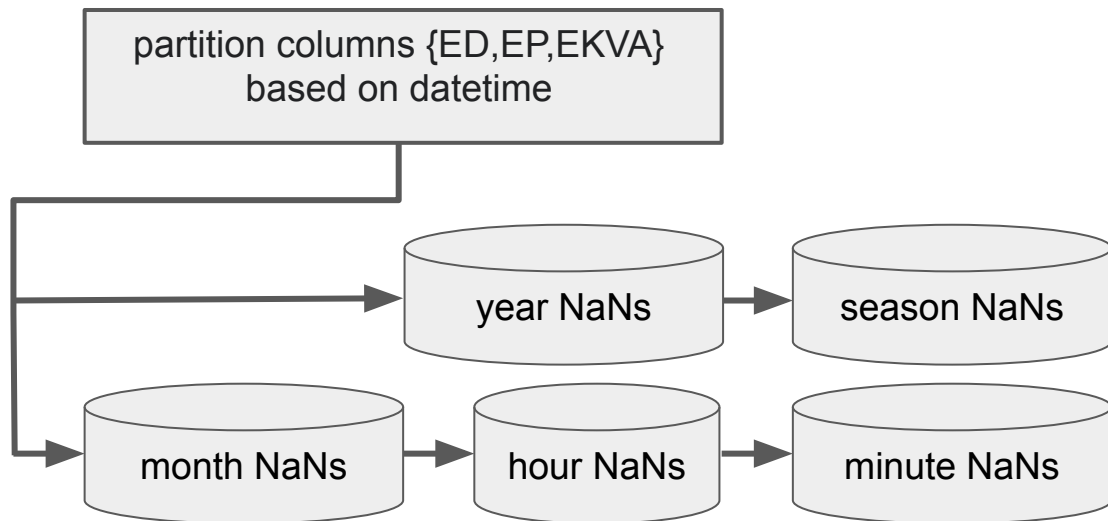 partition columns {ED,EP,EKVA}
based on datetime
year NaNs
season NaNs
month NaNs
hour NaNs
minute NaNs